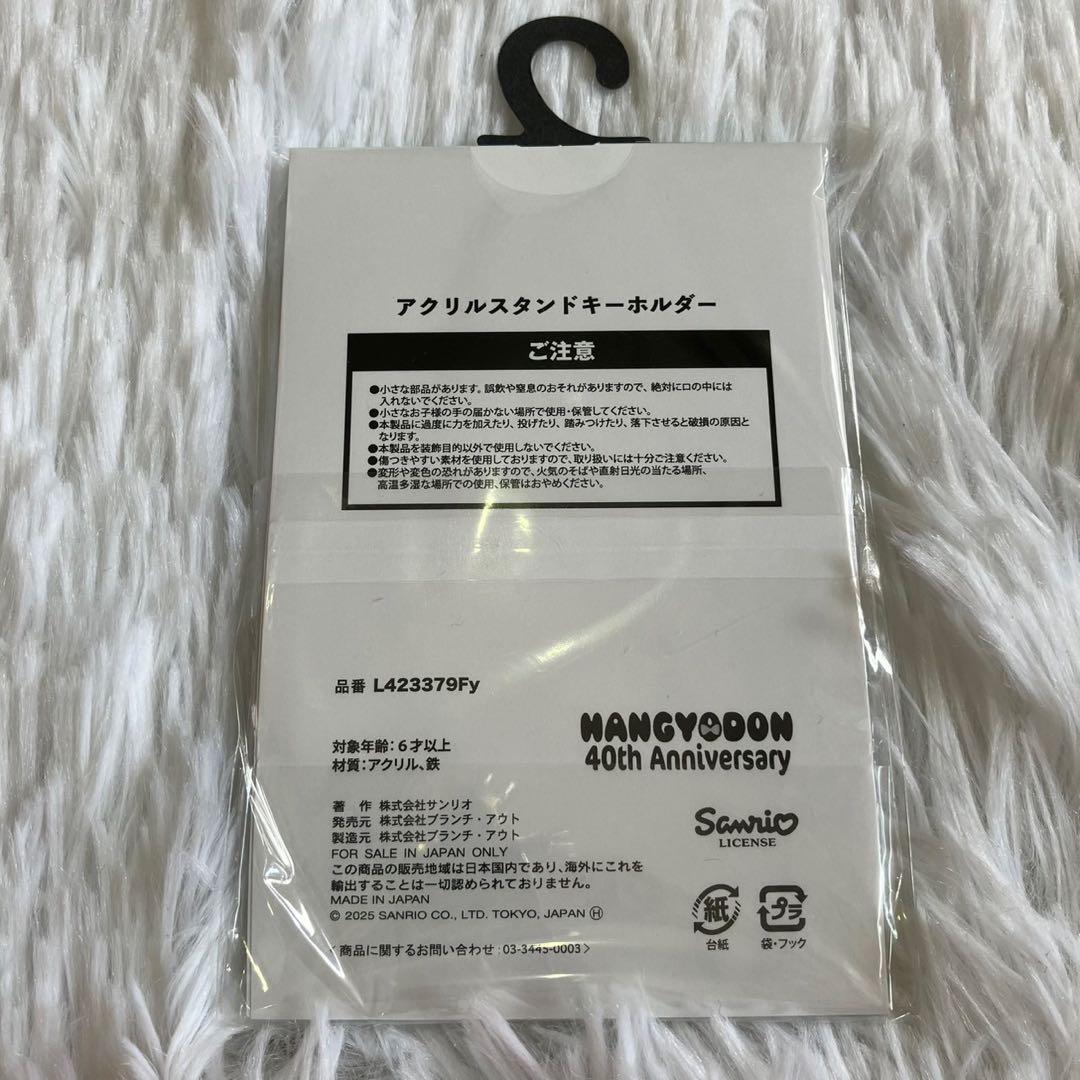 アクリルスタンドキーホルダー
ご注意
●小さな部品があります。誤飲や窒息のおそれがありますので、絶対に口の中には
入れないでください。
●小さなお子様の手の届かない場所で使用・保管してください。
●本製品に過度に力を加えたり、投げたり、踏みつけたり、落下させると破損の原因と
なります。
●本製品を装飾目的以外で使用しないでください。
●傷つきやすい素材を使用しておりますので、取り扱いには十分ご注意ください。
●変形や変色の恐れがありますので、火気のそばや直射日光の当たる場所、
高温多湿な場所での使用、保管はおやめください。
品番 L423379Fy
対象年齢:6才以上
材質:アクリル、鉄
HANGYODON
40th Anniversary
著 作 株式会社サンリオ
発売元 株式会社ブランチ・アウト
製造元 株式会社ブランチ・アウト
FOR SALE IN JAPAN ONLY
この商品の販売地域は日本国内であり、海外にこれを
輸出することは一切認められておりません。
MADE IN JAPAN
© 2025 SANRIO CO., LTD. TOKYO, JAPAN Ⓗ
<商品に関するお問い合わせ:03-3445-0003>
Sanrio
LICENSE
紙
台紙
プラ
袋・フック